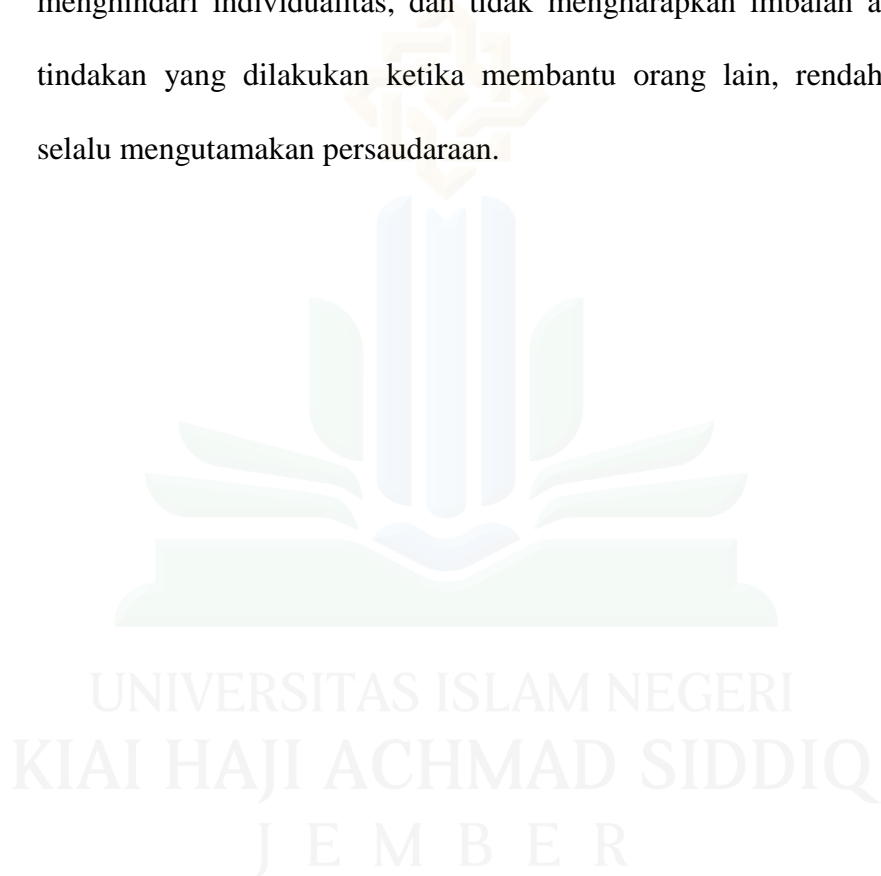 menghindari individualitas, dan tidak mengharapkan imbalan
tindakan yang dilakukan ketika membantu orang lain, rendah
selalu mengutamakan persaudaraan.
UNIVERSITAS ISLAM NEGERI
KIAI HAJI ACHMAD SIDDIQ
JEMBER